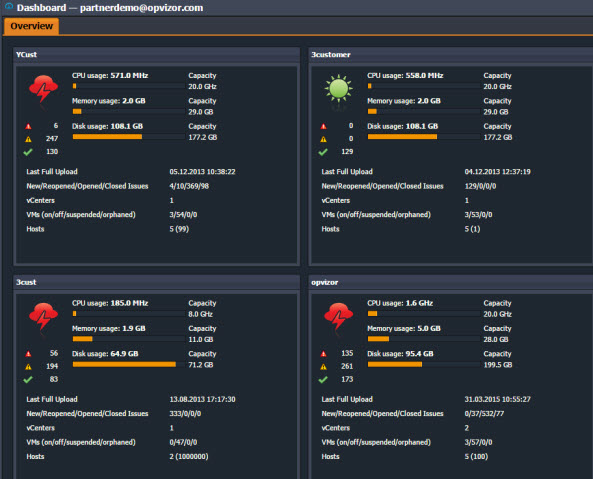 Dashboard — partnerdemo@opvizor.com
Overview
YCust
CPU usage: 571.0 MHz Capacity
20.0 GHz
Memory usage: 2.0 GB Capacity
29.0 GB
6 Disk usage: 108.1 GB Capacity
247 177.2 GB
130
Last Full Upload 05.12.2013 10:38:22
New/Reopened/Opened/Closed Issues 4/10/369/98
vCenters 1
VMs (on/off/suspended/orphaned) 3/54/0/0
Hosts 5 (99)
3customer
CPU usage: 558.0 MHz Capacity
20.0 GHz
Memory usage: 2.0 GB Capacity
29.0 GB
0 Disk usage: 108.1 GB Capacity
0 177.2 GB
129
Last Full Upload 04.12.2013 12:37:19
New/Reopened/Opened/Closed Issues 129/0/0/0
vCenters 1
VMs (on/off/suspended/orphaned) 3/53/0/0
Hosts 5 (1)
3cust
CPU usage: 185.0 MHz Capacity
8.0 GHz
Memory usage: 1.9 GB Capacity
11.0 GB
56 Disk usage: 64.9 GB Capacity
194 71.2 GB
83
Last Full Upload 13.08.2013 17:17:30
New/Reopened/Opened/Closed Issues 333/0/0/0
vCenters 1
VMs (on/off/suspended/orphaned) 0/47/0/0
Hosts 2 (1000000)
opvizor
CPU usage: 1.6 GHz Capacity
20.0 GHz
Memory usage: 5.0 GB Capacity
28.0 GB
135 Disk usage: 95.4 GB Capacity
261 199.5 GB
173
Last Full Upload 31.03.2015 10:55:27
New/Reopened/Opened/Closed Issues 0/37/532/77
vCenters 2
VMs (on/off/suspended/orphaned) 3/57/0/0
Hosts 5 (100)